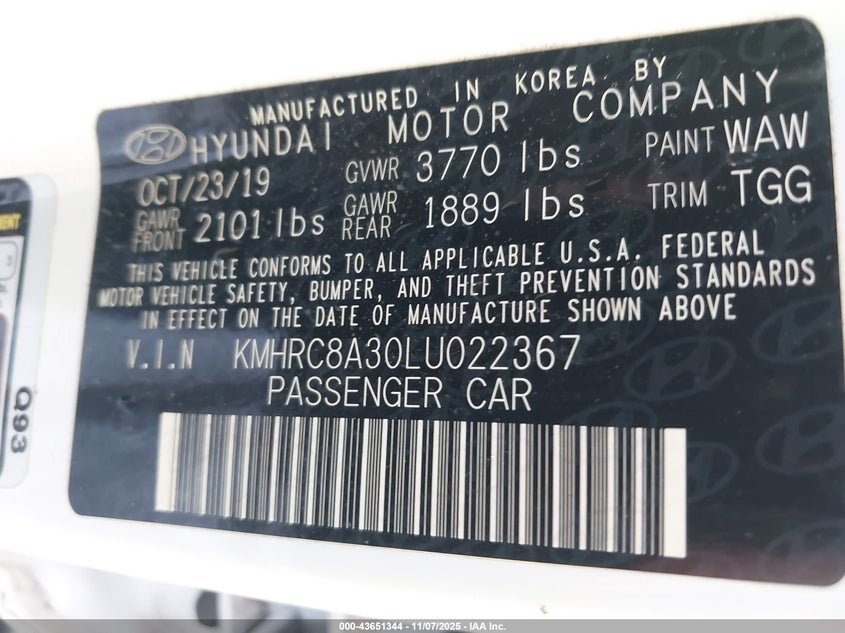 MANUFACTURED IN KOREA BY
HYUNDAI MOTOR COMPANY
OCT/23/19 GVWR 3770 lbs PAINT WAW
GAWR FRONT 2101 lbs GAWR REAR 1889 lbs TRIM TGG
THIS VEHICLE CONFORMS TO ALL APPLICABLE U.S.A. FEDERAL
MOTOR VEHICLE SAFETY, BUMPER, AND THEFT PREVENTION STANDARDS
IN EFFECT ON THE DATE OF MANUFACTURE SHOWN ABOVE
V.I.N KMHRC8A30LU022367
PASSENGER CAR
Q93
000-43651344 - 11/07/2025 - IAA Inc.